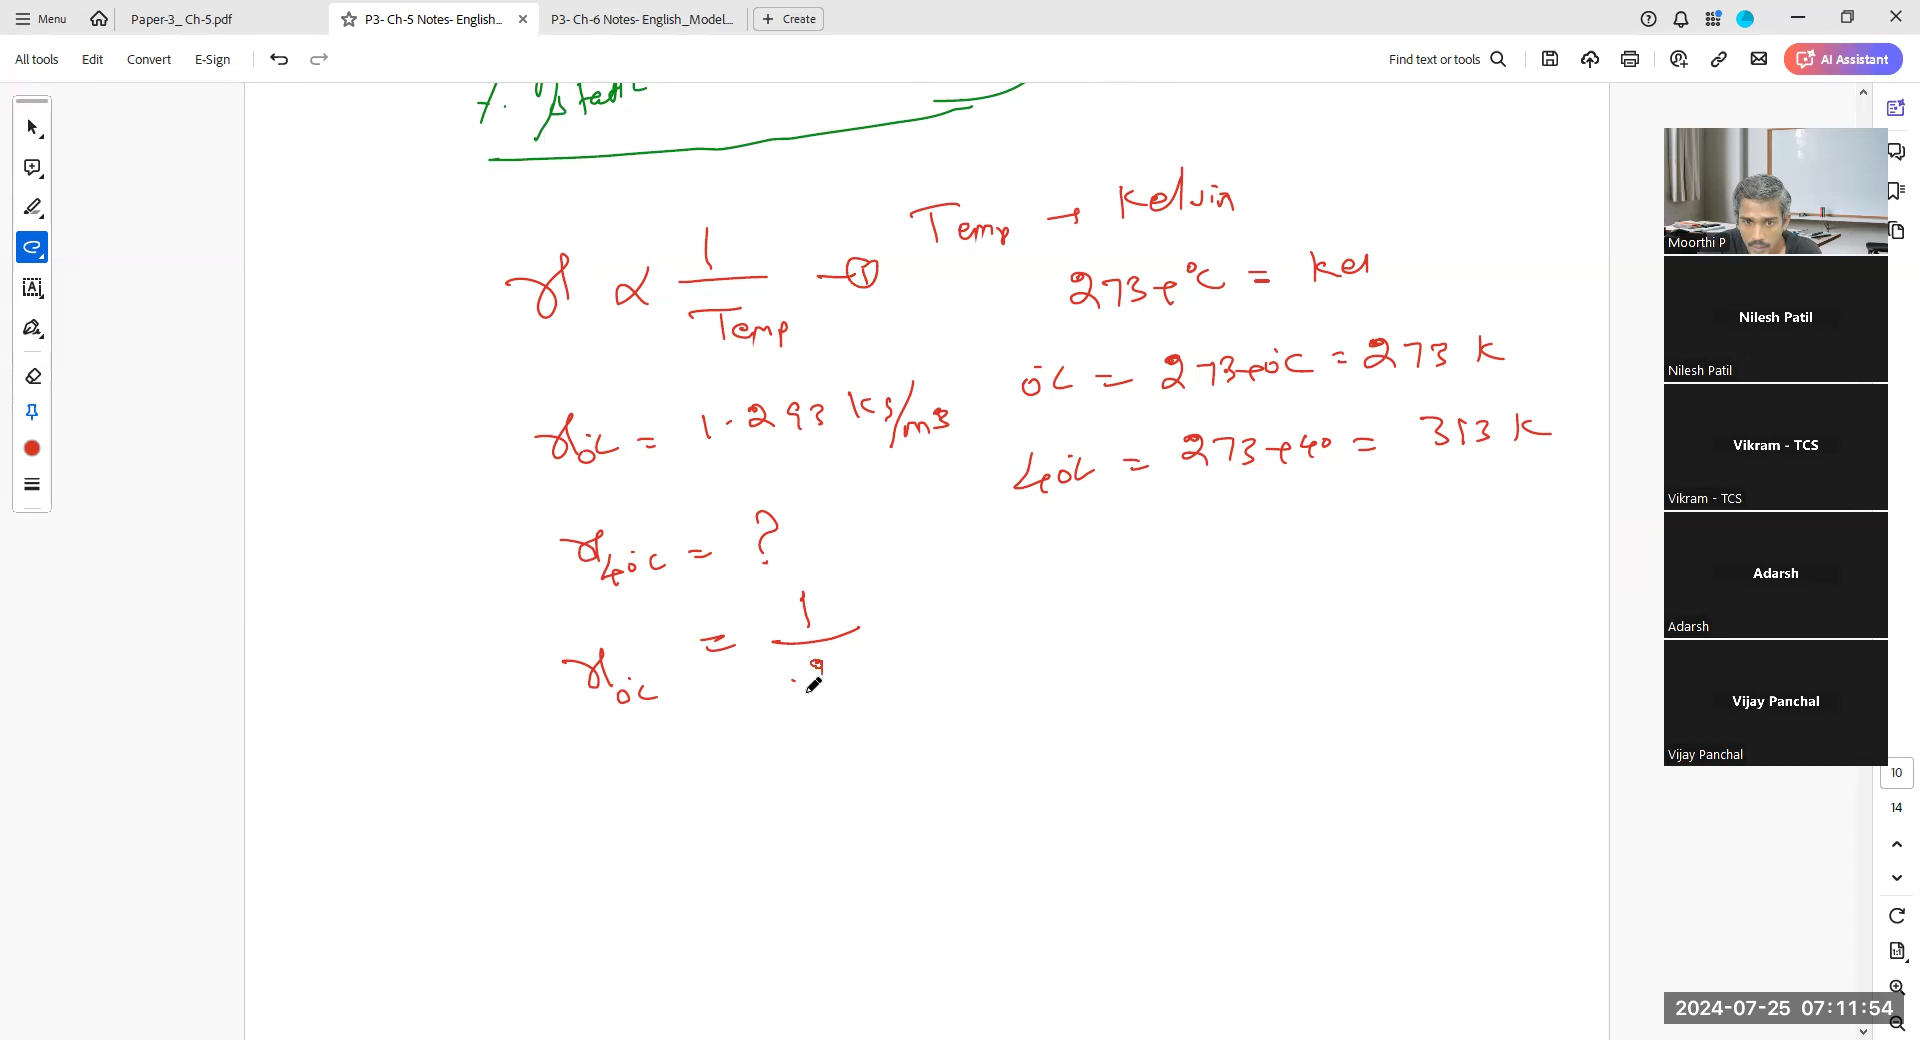 Menu
Paper-3_ Ch-5.pdf
P3- Ch-5 Notes- English...
P3- Ch-6 Notes- English_Model...
+ Create
All tools
Edit
Convert
E-Sign
Find text or tools
AI Assistant
7.
Temp → Kelvin
γ ∝ 1/Temp —①
273+°C = Kel
0°C = 273+0°C = 273 K
γ0°C = 1.293 kg/m3
40°C = 273+40 = 313 K
γ40°C = ?
γ0°C = 1
Moorthi P
Nilesh Patil
Nilesh Patil
Vikram - TCS
Vikram - TCS
Adarsh
Adarsh
Vijay Panchal
Vijay Panchal
10
14
1:1
2024-07-25 07:11:54